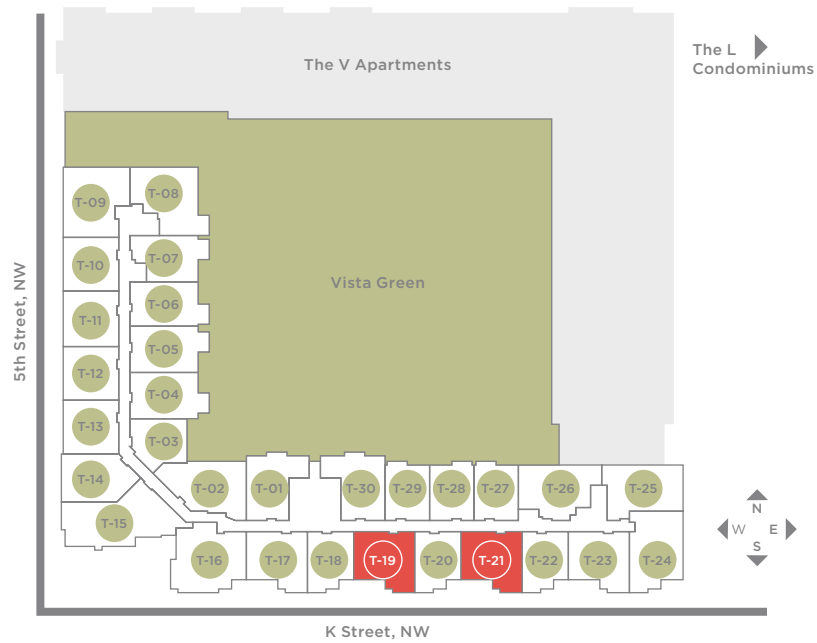 The V Apartments
The L
Condominiums
T-09
T-08
T-10
T-07
Vista Green
T-11
T-06
T-05
T-12
T-04
T-13
T-03
T-14
T-02
T-01
T-30
T-29
T-28
T-27
T-26
T-25
T-15
T-16
T-17
T-18
T-19
T-20
T-21
T-22
T-23
T-24
N
W E
S
5th Street, NW
K Street, NW